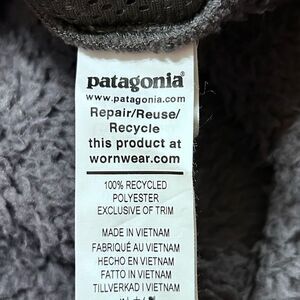 patagonia®
www.patagonia.com
Repair/Reuse/
Recycle
this product at
wornwear.com
100% RECYCLED
POLYESTER
EXCLUSIVE OF TRIM
MADE IN VIETNAM
FABRIQUÉ AU VIETNAM
HECHO EN VIETNAM
FATTO IN VIETNAM
TILLVERKAD I VIETNAM